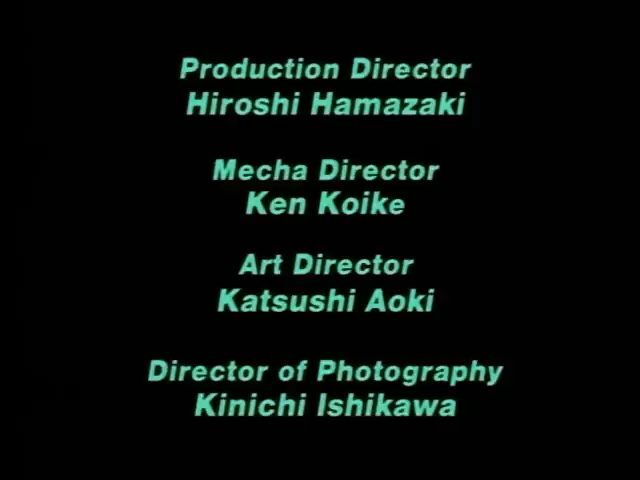 Production Director
Hiroshi Hamazaki
Mecha Director
Ken Koike
Art Director
Katsushi Aoki
Director of Photography
Kinichi Ishikawa